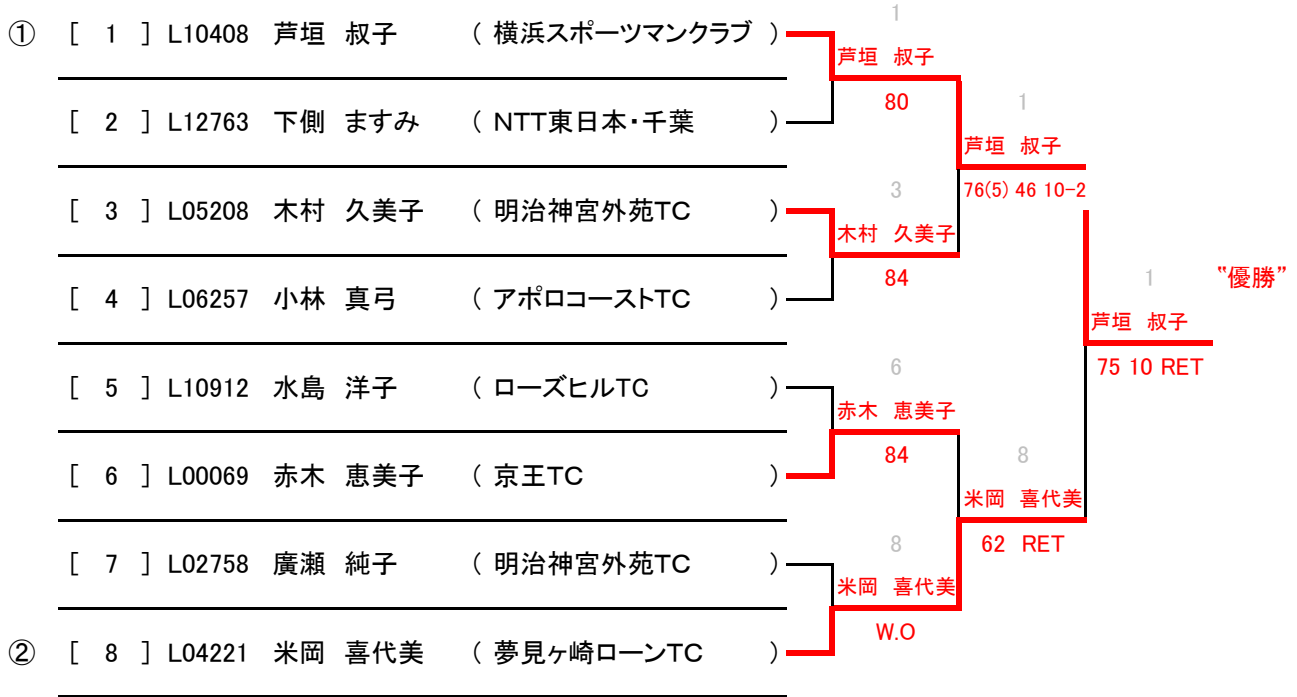 ① [ 1 ] L10408 芦垣 叔子 ( 横浜スポーツマンクラブ )
[ 2 ] L12763 下側 ますみ ( NTT東日本・千葉 )
[ 3 ] L05208 木村 久美子 ( 明治神宮外苑TC )
[ 4 ] L06257 小林 真弓 ( アポロコーストTC )
[ 5 ] L10912 水島 洋子 ( ローズヒルTC )
[ 6 ] L00069 赤木 恵美子 ( 京王TC )
[ 7 ] L02758 廣瀬 純子 ( 明治神宮外苑TC )
② [ 8 ] L04221 米岡 喜代美 ( 夢見ヶ崎ローンTC )
1
芦垣 叔子
80
3
木村 久美子
84
6
赤木 恵美子
84
8
米岡 喜代美
W.O
1
芦垣 叔子
76(5) 46 10-2
8
米岡 喜代美
62 RET
1
芦垣 叔子
75 10 RET
“優勝”